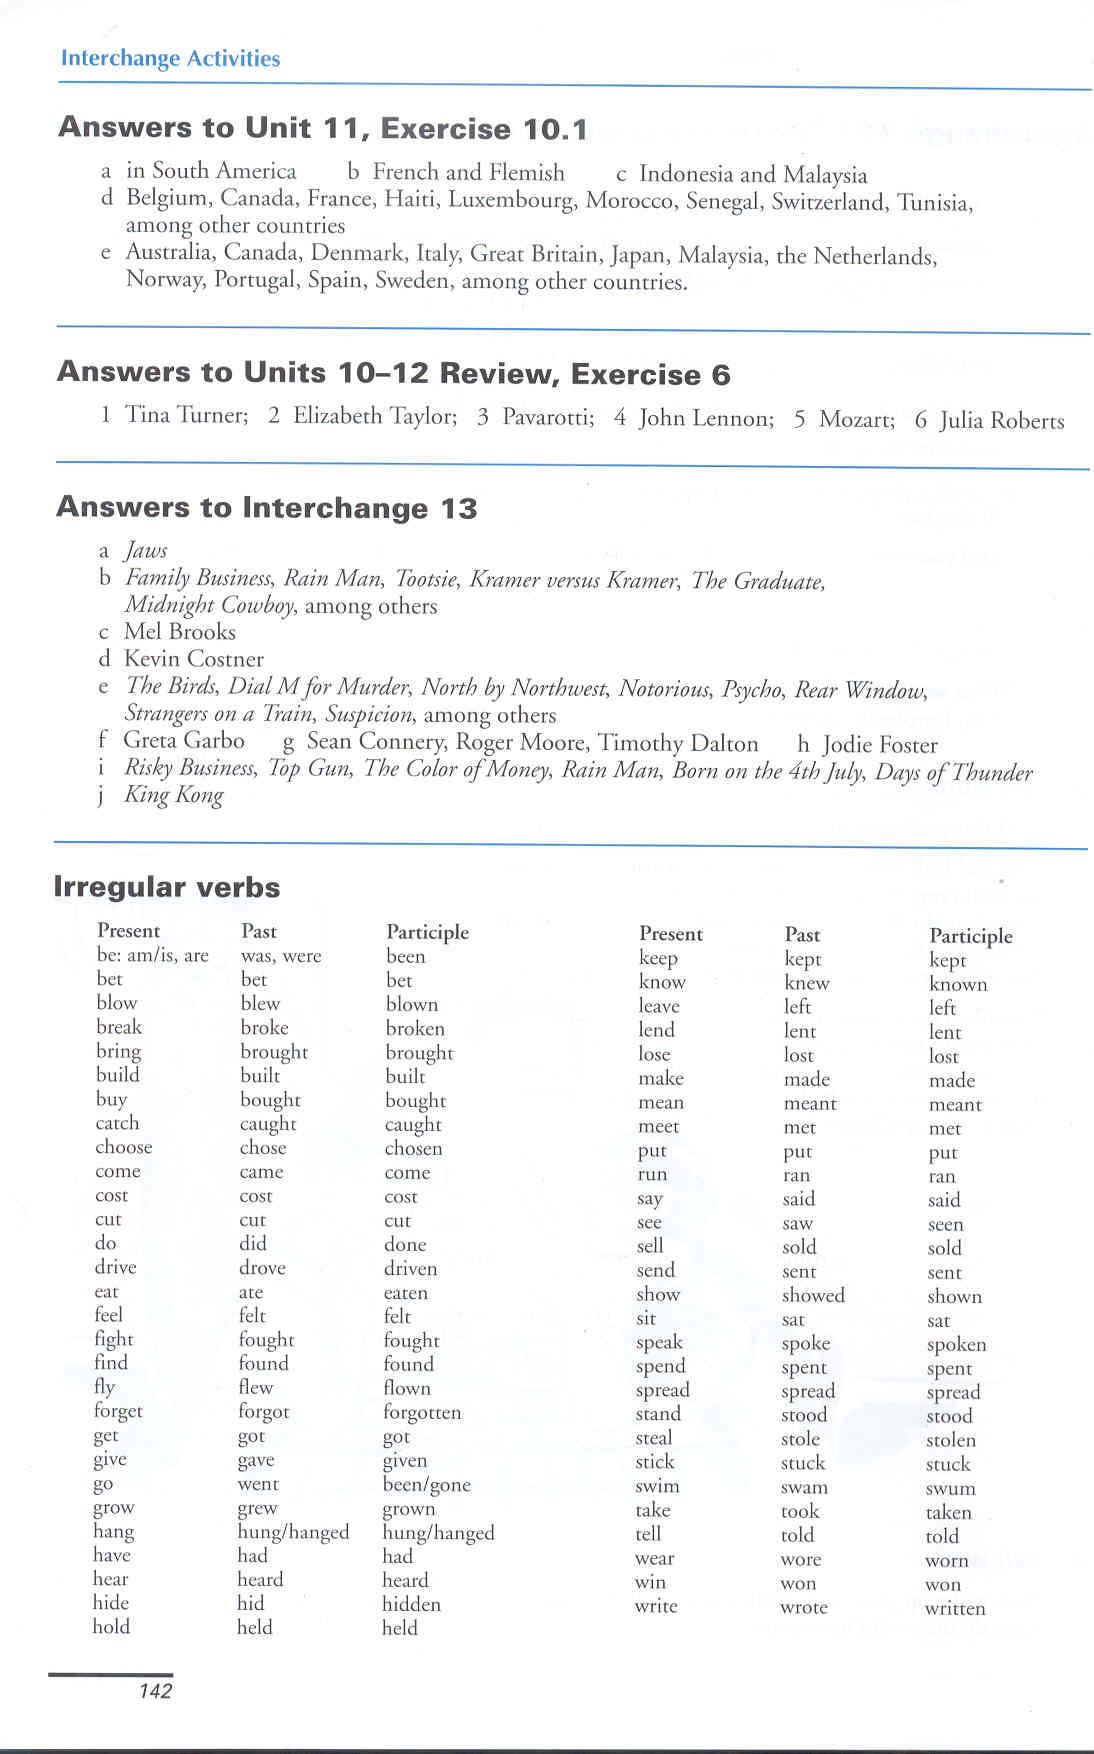 Interchange Activities
Answers to Unit 11, Exercise 10.1
a in South America b French and Flemish c Indonesia and Malaysia
d Belgium, Canada, France, Haiti, Luxembourg, Morocco, Senegal, Switzerland, Tunisia,
among other countries
e Australia, Canada, Denmark, Italy, Great Britain, Japan, Malaysia, the Netherlands,
Norway, Portugal, Spain, Sweden, among other countries.
Answers to Units 10–12 Review, Exercise 6
1 Tina Turner; 2 Elizabeth Taylor; 3 Pavarotti; 4 John Lennon; 5 Mozart; 6 Julia Roberts
Answers to Interchange 13
a Jaws
b Family Business, Rain Man, Tootsie, Kramer versus Kramer, The Graduate,
Midnight Cowboy, among others
c Mel Brooks
d Kevin Costner
e The Birds, Dial M for Murder, North by Northwest, Notorious, Psycho, Rear Window,
Strangers on a Train, Suspicion, among others
f Greta Garbo g Sean Connery, Roger Moore, Timothy Dalton h Jodie Foster
i Risky Business, Top Gun, The Color of Money, Rain Man, Born on the 4th July, Days of Thunder
j King Kong
Irregular verbs
Present Past Participle
be: am/is, are was, were been
bet bet bet
blow blew blown
break broke broken
bring brought brought
build built built
buy bought bought
catch caught caught
choose chose chosen
come came come
cost cost cost
cut cut cut
do did done
drive drove driven
eat ate eaten
feel felt felt
fight fought fought
find found found
fly flew flown
forget forgot forgotten
get got got
give gave given
go went been/gone
grow grew grown
hang hung/hanged hung/hanged
have had had
hear heard heard
hide hid hidden
hold held held
Present Past Participle
keep kept kept
know knew known
leave left left
lend lent lent
lose lost lost
make made made
mean meant meant
meet met met
put put put
run ran ran
say said said
see saw seen
sell sold sold
send sent sent
show showed shown
sit sat sat
speak spoke spoken
spend spent spent
spread spread spread
stand stood stood
steal stole stolen
stick stuck stuck
swim swam swum
take took taken
tell told told
wear wore worn
win won won
write wrote written
142